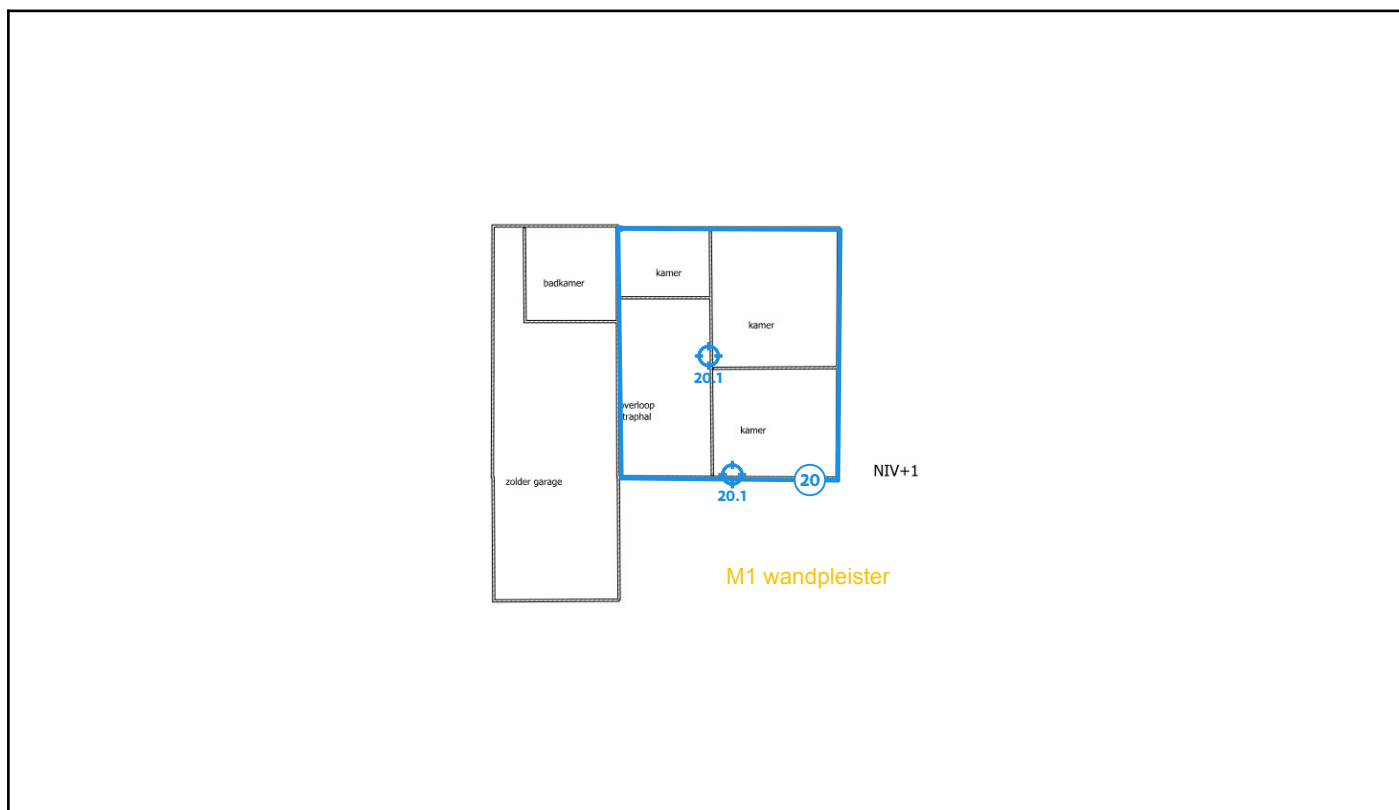 kamer
badkamer
kamer
20.1
overloop
traphal
kamer
NIV+1
20
zolder garage
20.1
M1 wandpleister